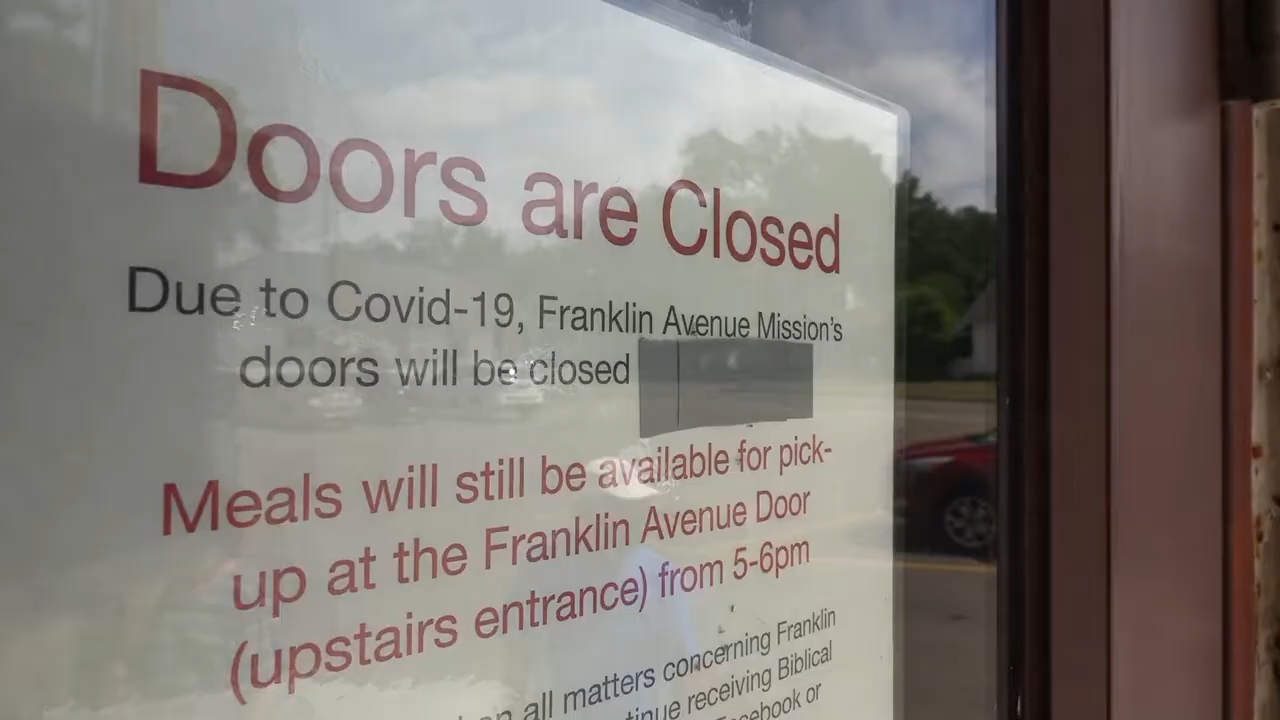 Doors are Closed
Due to Covid-19, Franklin Avenue Mission's
doors will be closed
Meals will still be available for pick-
up at the Franklin Avenue Door
(upstairs entrance) from 5-6pm
all matters concerning Franklin
receiving Biblical
or